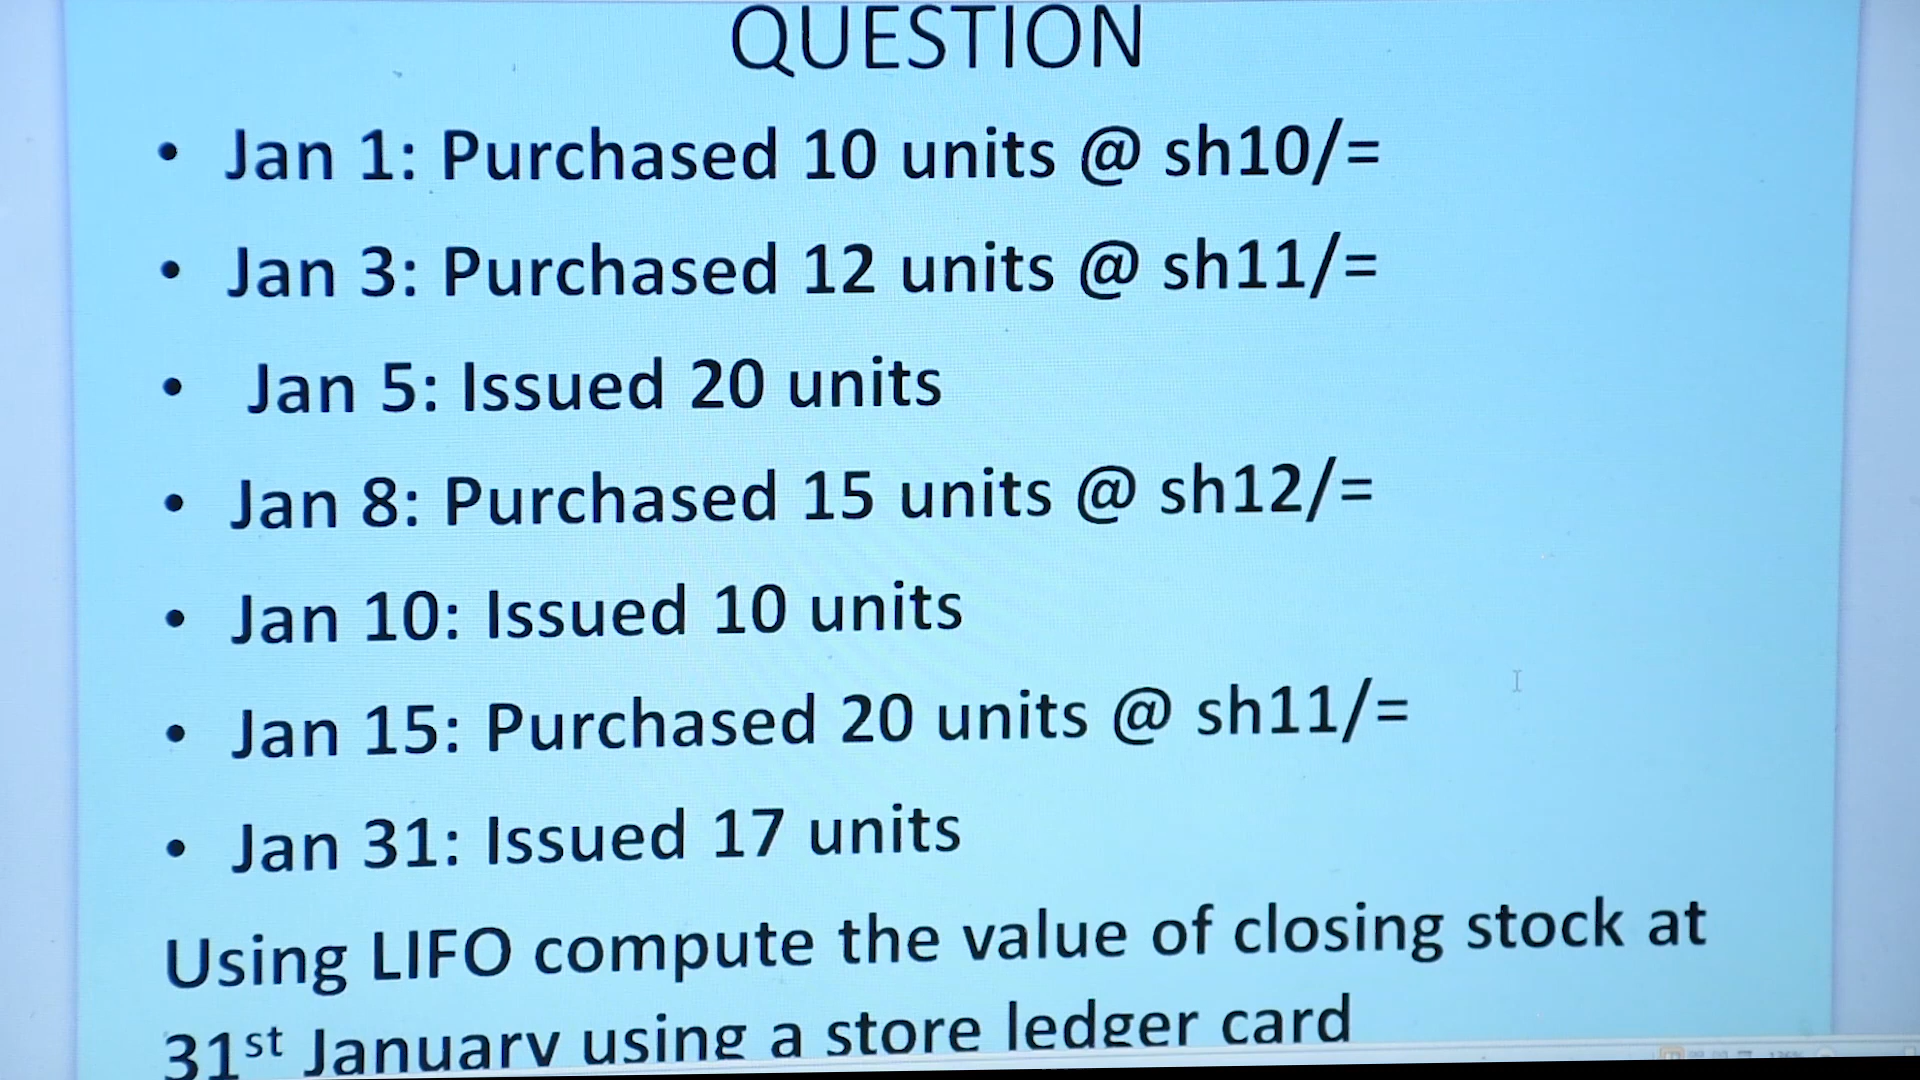 QUESTION
• Jan 1: Purchased 10 units @ sh10/=
• Jan 3: Purchased 12 units @ sh11/=
• Jan 5: Issued 20 units
• Jan 8: Purchased 15 units @ sh12/=
• Jan 10: Issued 10 units
• Jan 15: Purchased 20 units @ sh11/=
• Jan 31: Issued 17 units
Using LIFO compute the value of closing stock at
31st January using a store ledger card